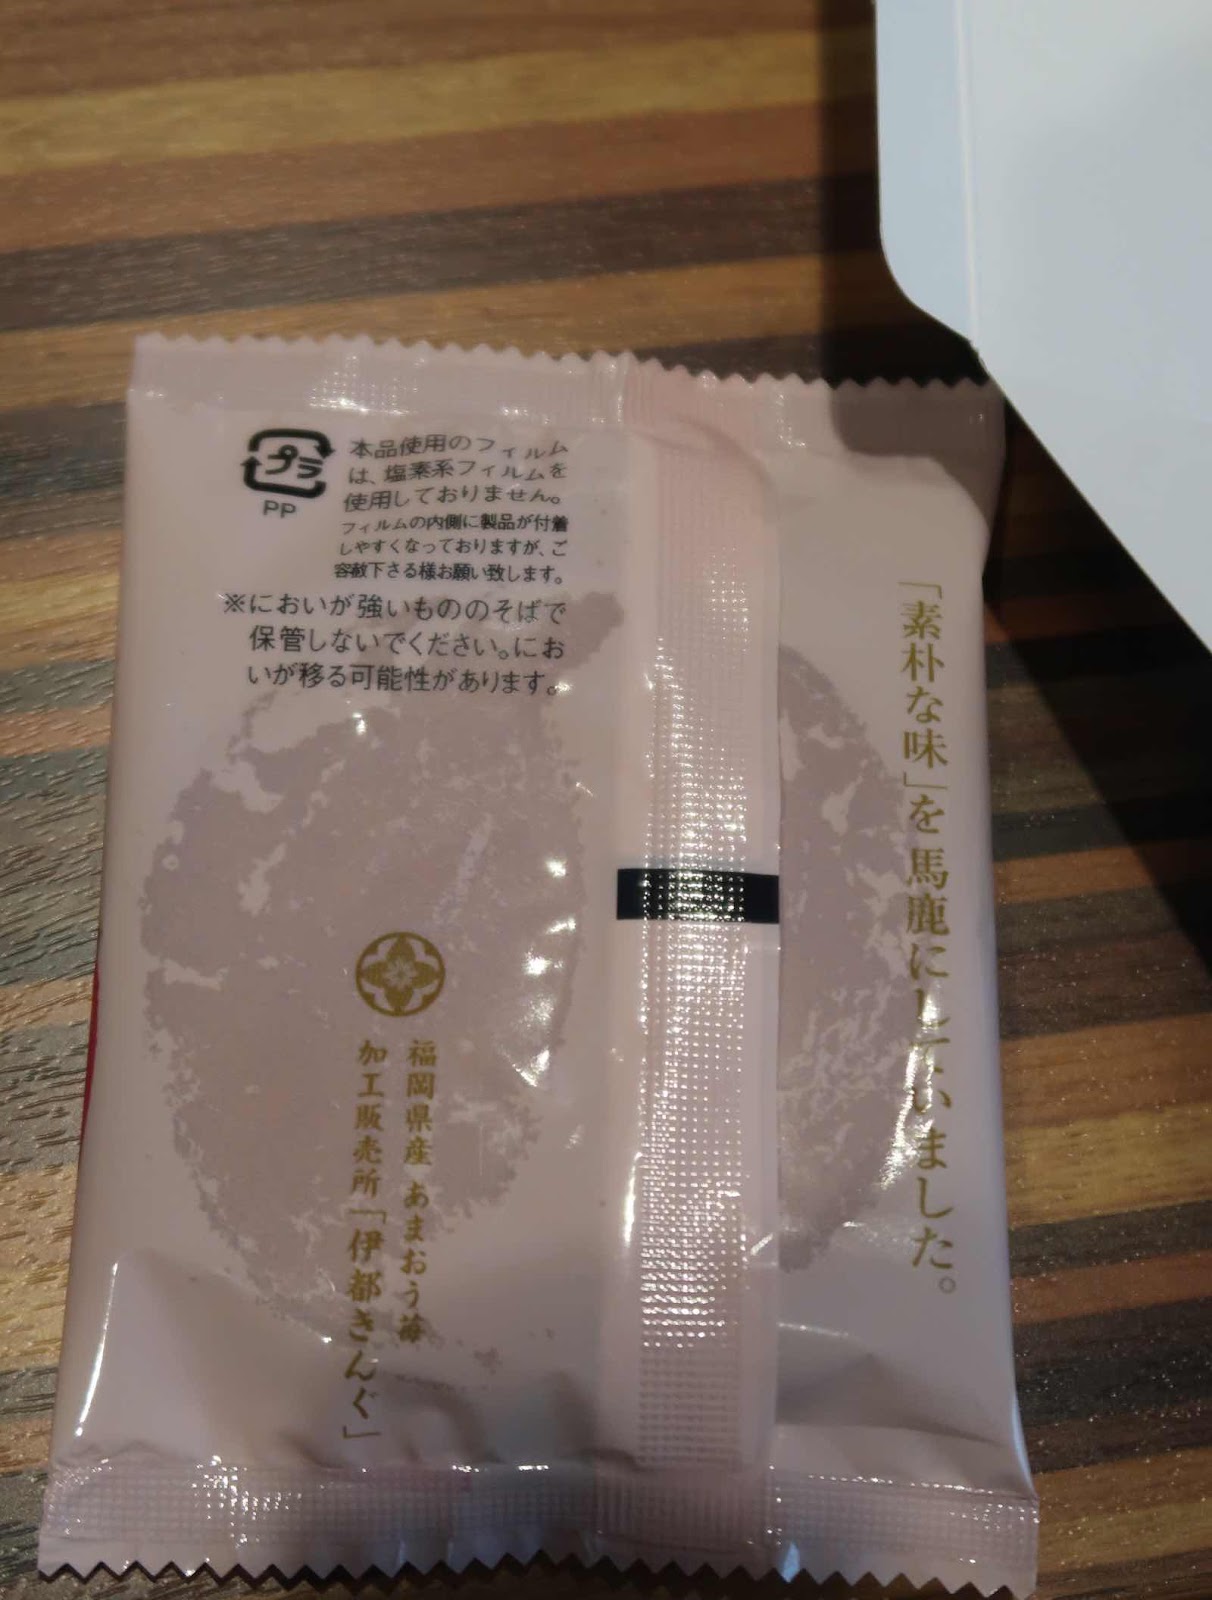 プラ
PP
本品使用のフィルム
は、塩素系フィルムを
使用しておりません。
フィルムの内側に製品が付着
しやすくなっておりますが、ご
容赦下さる様お願い致します。
※においが強いもののそばで
保管しないでください。にお
いが移る可能性があります。
「素朴な味」を馬鹿にしていました。
福岡県産 あまおう苺
加工販売所「伊都きんぐ」